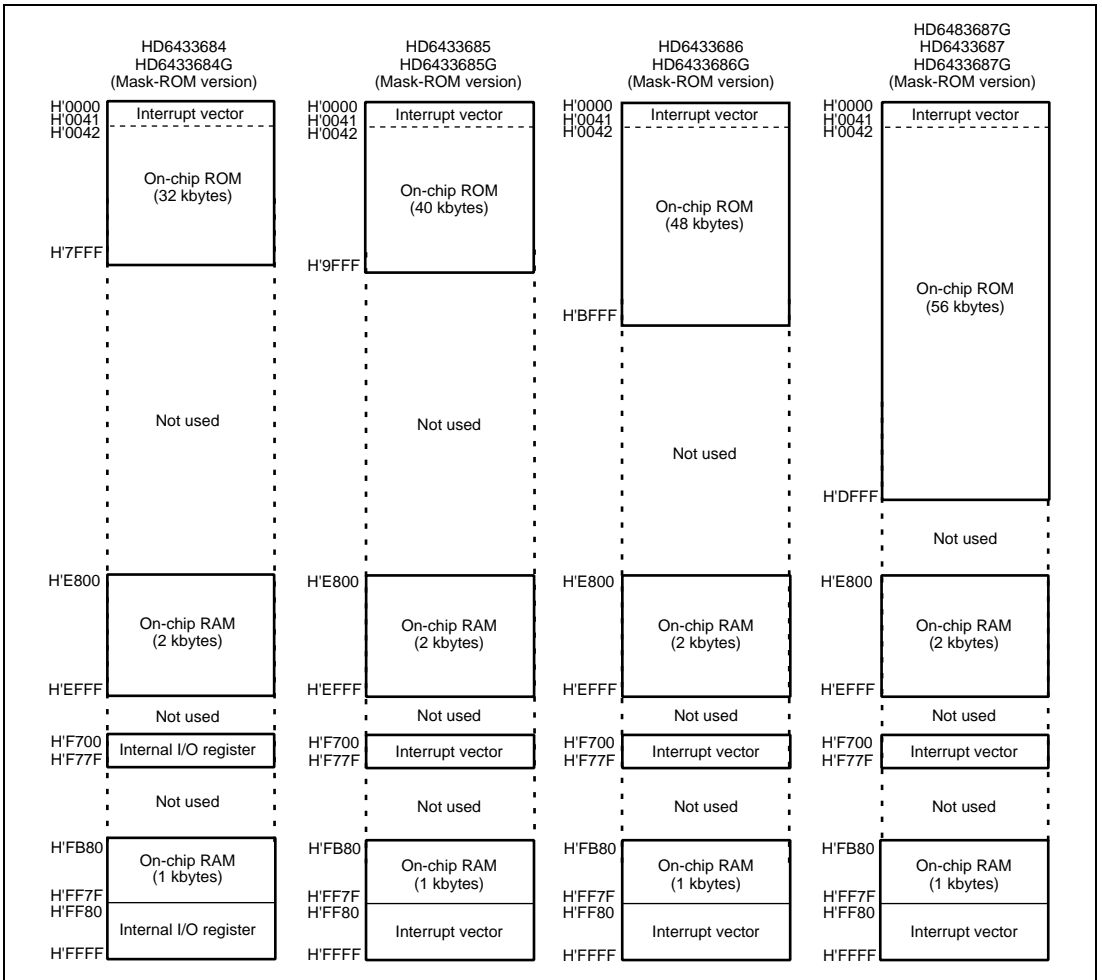 HD6433684
HD6433684G
(Mask-ROM version)
H'0000
H'0041
H'0042
Interrupt vector
On-chip ROM
(32 kbytes)
H'7FFF
Not used
H'E800
On-chip RAM
(2 kbytes)
H'EFFF
Not used
H'F700
Internal I/O register
H'F77F
Not used
H'FB80
On-chip RAM
(1 kbytes)
H'FF7F
H'FF80
Internal I/O register
H'FFFF
HD6433685
HD6433685G
(Mask-ROM version)
H'0000
H'0041
H'0042
Interrupt vector
On-chip ROM
(40 kbytes)
H'9FFF
Not used
H'E800
On-chip RAM
(2 kbytes)
H'EFFF
Not used
H'F700
Interrupt vector
H'F77F
Not used
H'FB80
On-chip RAM
(1 kbytes)
H'FF7F
H'FF80
Interrupt vector
H'FFFF
HD6433686
HD6433686G
(Mask-ROM version)
H'0000
H'0041
H'0042
Interrupt vector
On-chip ROM
(48 kbytes)
H'BFFF
Not used
H'E800
On-chip RAM
(2 kbytes)
H'EFFF
Not used
H'F700
Interrupt vector
H'F77F
Not used
H'FB80
On-chip RAM
(1 kbytes)
H'FF7F
H'FF80
Interrupt vector
H'FFFF
HD6483687G
HD6433687
HD6433687G
(Mask-ROM version)
H'0000
H'0041
H'0042
Interrupt vector
On-chip ROM
(56 kbytes)
H'DFFF
Not used
H'E800
On-chip RAM
(2 kbytes)
H'EFFF
Not used
H'F700
Interrupt vector
H'F77F
Not used
H'FB80
On-chip RAM
(1 kbytes)
H'FF7F
H'FF80
Interrupt vector
H'FFFF